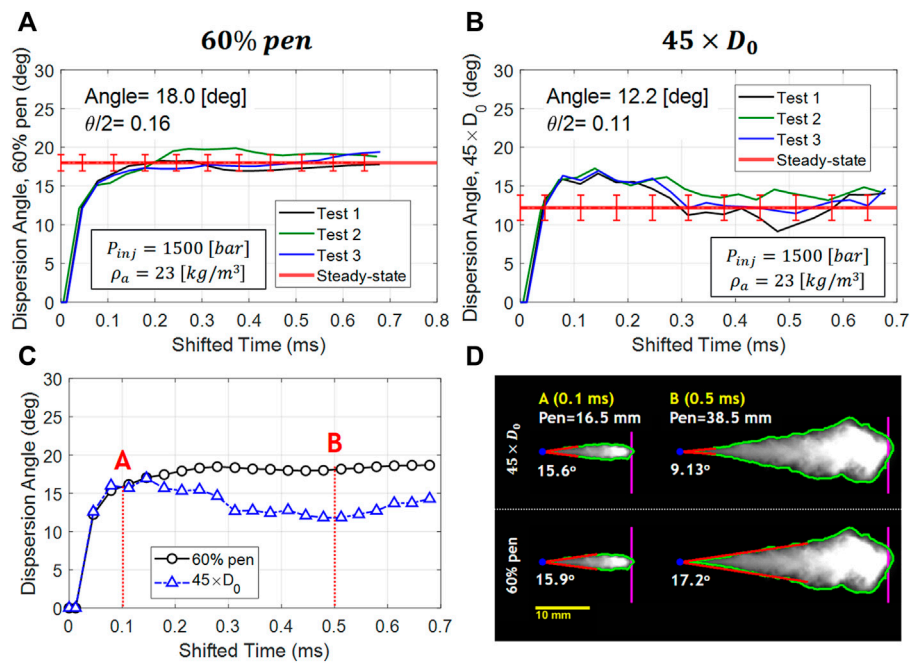 A
60% pen
Dispersion Angle, 60% pen
30
25
20
15
10
5
0
Angle= 18.0 [deg]
θ/2= 0.16
Test 1
Test 2
Test 3
Steady-state
P_inj = 1500 [bar]
ρ_a = 23 [kg/m³]
0 0.1 0.2 0.3 0.4 0.5 0.6 0.7 0.8
Shifted Time (ms)
B
45 × D₀
Dispersion Angle, 45× D₀
30
25
20
15
10
5
0
Angle= 12.2 [deg]
θ/2= 0.11
Test 1
Test 2
Test 3
Steady-state
P_inj = 1500 [bar]
ρ_a = 23 [kg/m³]
0 0.1 0.2 0.3 0.4 0.5 0.6 0.7
Shifted Time (ms)
C
Dispsersion Angle (deg)
30
25
20
15
10
5
0
A
B
60% pen
45×D₀
0 0.1 0.2 0.3 0.4 0.5 0.6 0.7
Shifted Time (ms)
D
A (0.1 ms) B (0.5 ms)
Pen=16.5 mm Pen=38.5 mm
45× D₀
15.6° 9.13°
60% pen
15.9° 17.2°
10 mm